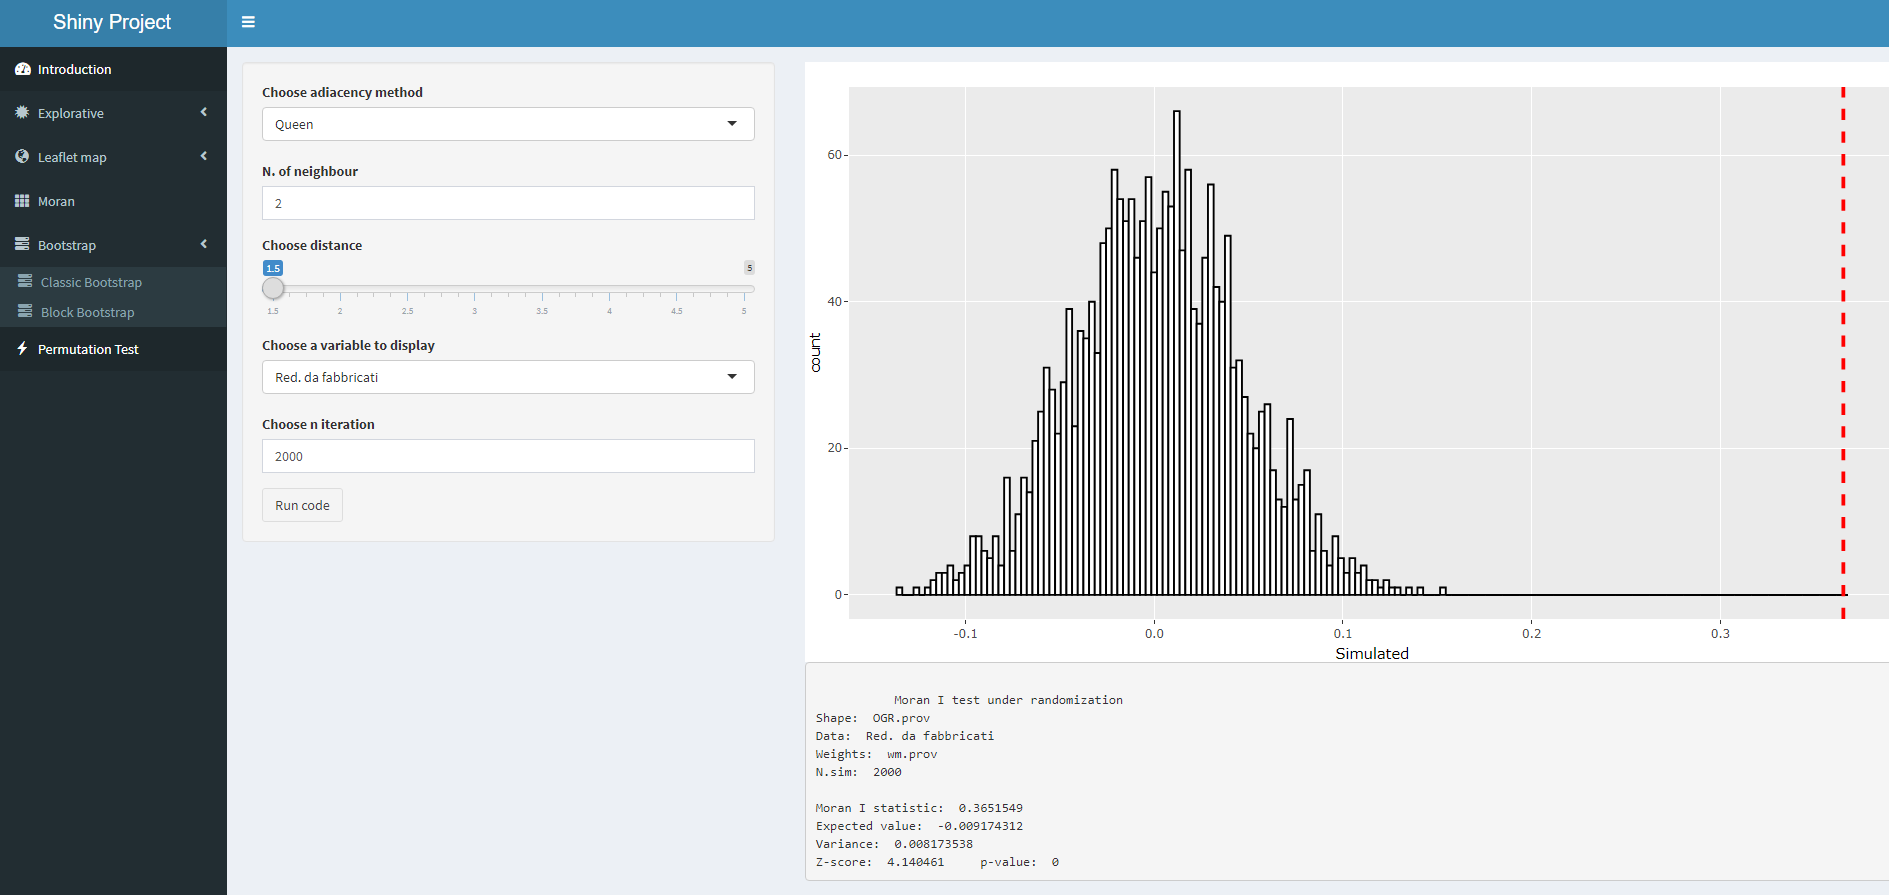 Shiny Project
Introduction
Explorative
Leaflet map
Moran
Bootstrap
Classic Bootstrap
Block Bootstrap
Permutation Test
Choose adiacency method
Queen
N. of neighbour
2
Choose distance
1.5 5
1.5 2 2.5 3 3.5 4 4.5 5
Choose a variable to display
Red. da fabbricati
Choose n iteration
2000
Run code
60
40
20
0
count
-0.1 0.0 0.1 0.2 0.3
Simulated
Moran I test under randomization
Shape: OGR.prov
Data: Red. da fabbricati
Weights: wm.prov
N.sim: 2000
Moran I statistic: 0.3651549
Expected value: -0.009174312
Variance: 0.008173538
Z-score: 4.140461 p-value: 0